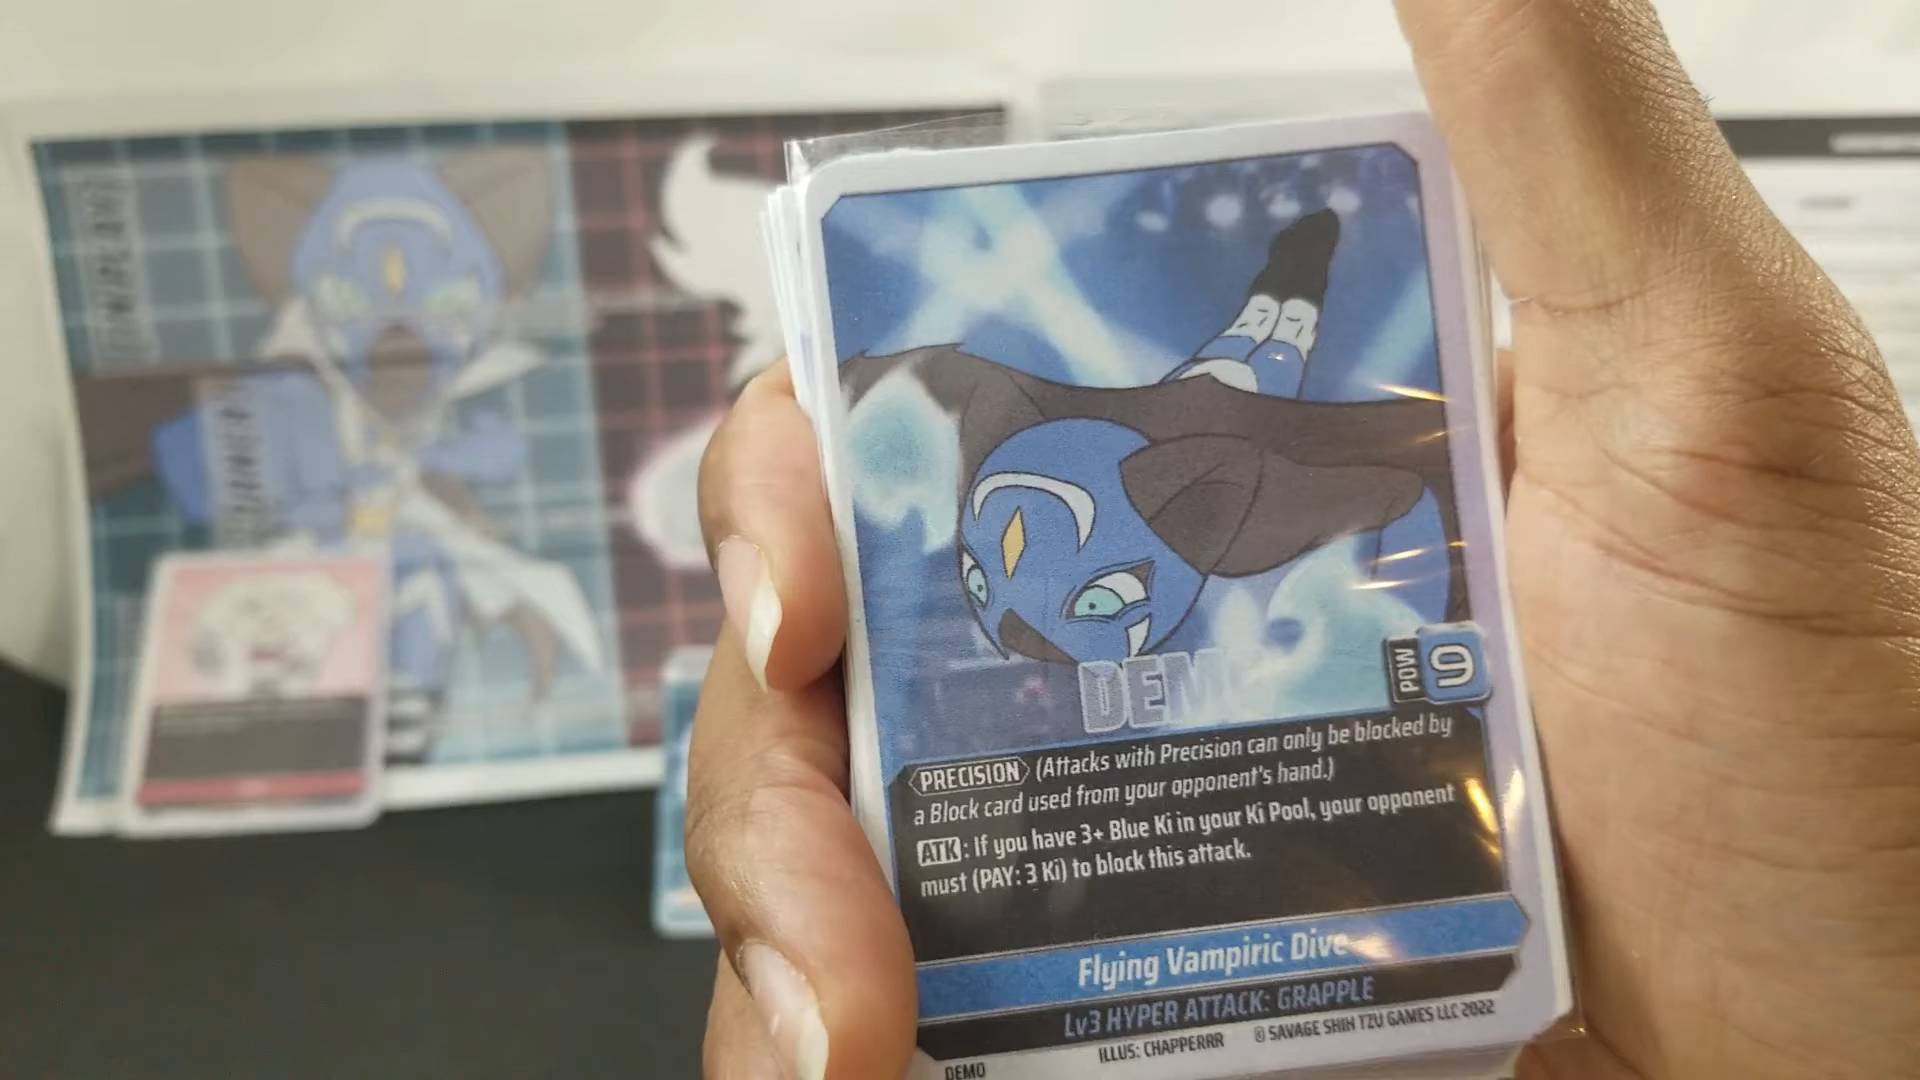 DEMO
POW
9
PRECISION (Attacks with Precision can only be blocked by
a Block card used from your opponent's hand.)
ATK: If you have 3+ Blue Ki in your Ki Pool, your opponent
must (PAY: 3 Ki) to block this attack.
Flying Vampiric Dive
Lv3 HYPER ATTACK: GRAPPLE
ILLUS: CHAPPERRR © SAVAGE SHIH TZU GAMES LLC 2022
DEMO